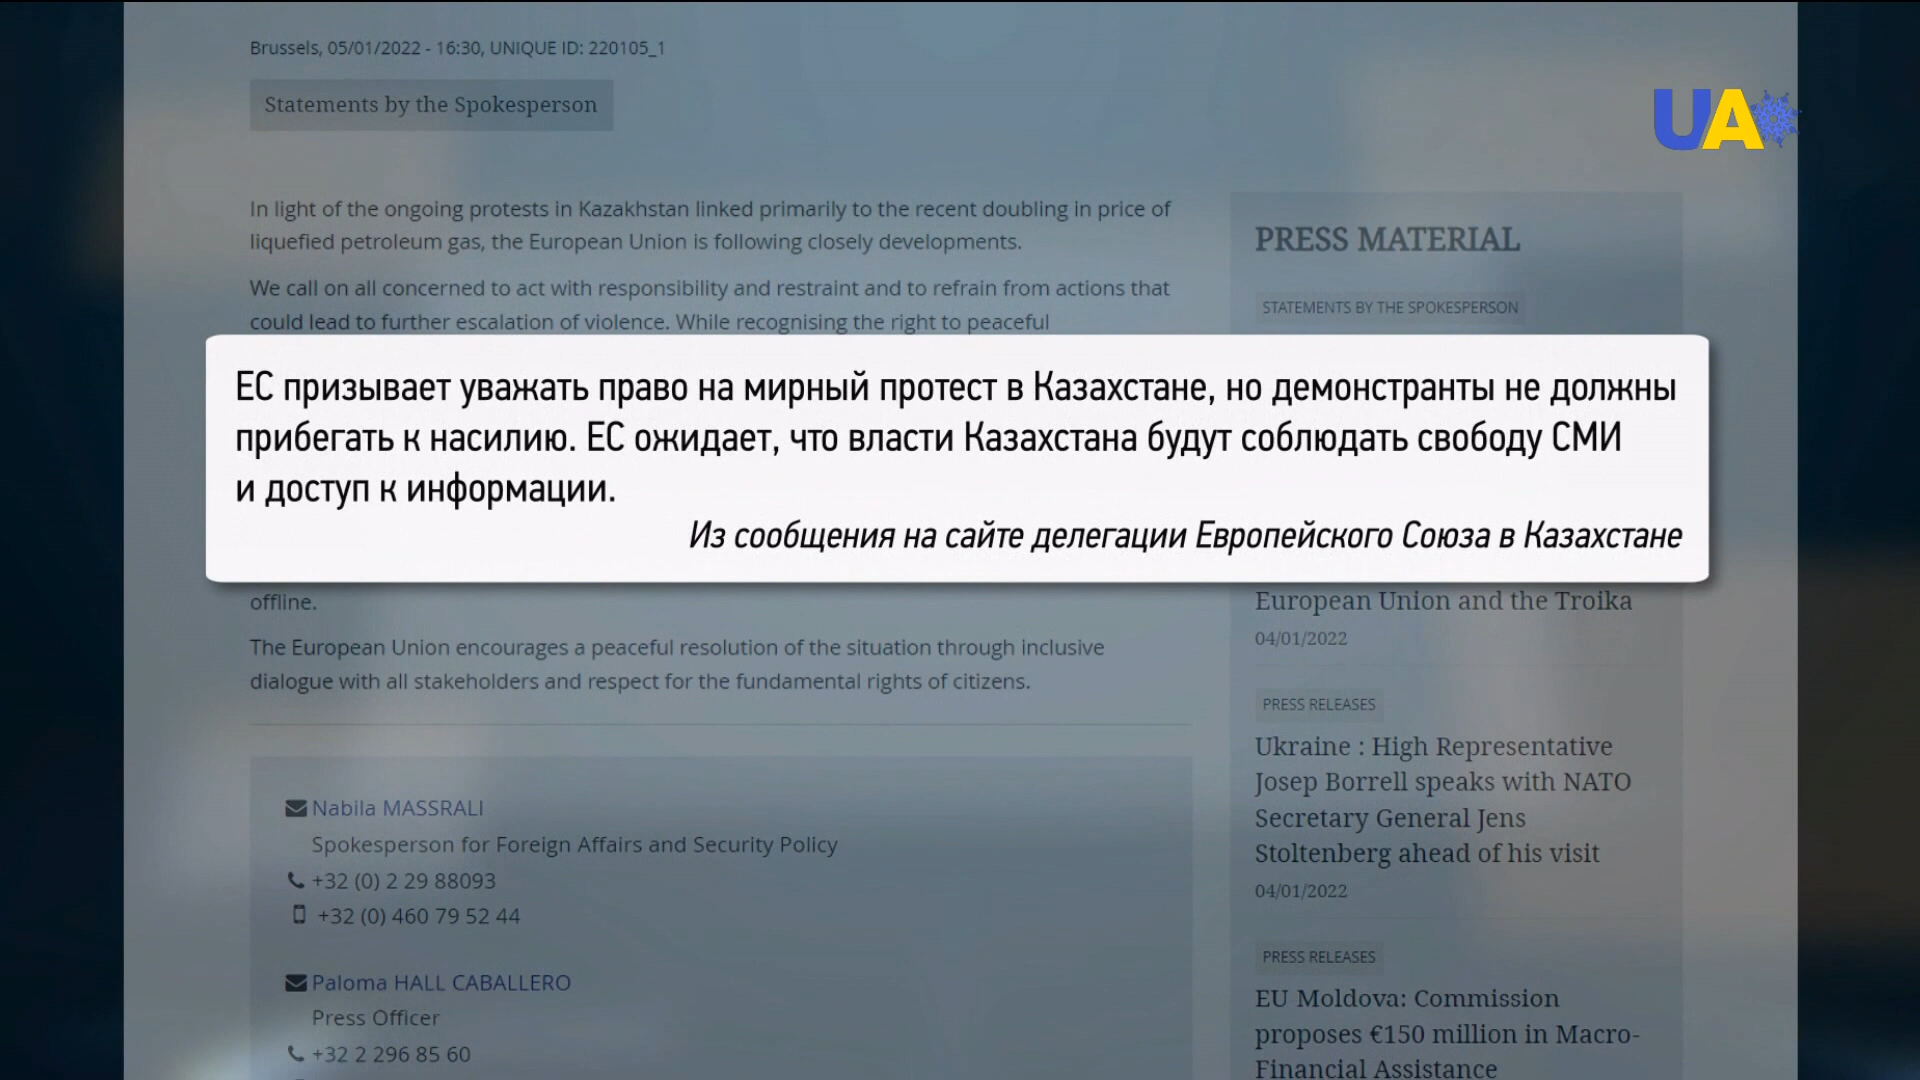 Brussels, 05/01/2022 - 16:30, UNIQUE ID: 220105_1
Statements by the Spokesperson
UA
In light of the ongoing protests in Kazakhstan linked primarily to the recent doubling in price of
liquefied petroleum gas, the European Union is following closely developments.
We call on all concerned to act with responsibility and restraint and to refrain from actions that
could lead to further escalation of violence. While recognising the right to peaceful
PRESS MATERIAL
STATEMENTS BY THE SPOKESPERSON
ЕС призывает уважать право на мирный протест в Казахстане, но демонстранты не должны
прибегать к насилию. ЕС ожидает, что власти Казахстана будут соблюдать свободу СМИ
и доступ к информации.
Из сообщения на сайте делегации Европейского Союза в Казахстане
offline.
The European Union encourages a peaceful resolution of the situation through inclusive
dialogue with all stakeholders and respect for the fundamental rights of citizens.
Nabila MASSRALI
Spokesperson for Foreign Affairs and Security Policy
+32 (0) 2 29 88093
+32 (0) 460 79 52 44
Paloma HALL CABALLERO
Press Officer
+32 2 296 85 60
European Union and the Troika
04/01/2022
PRESS RELEASES
Ukraine : High Representative
Josep Borrell speaks with NATO
Secretary General Jens
Stoltenberg ahead of his visit
04/01/2022
PRESS RELEASES
EU Moldova: Commission
proposes €150 million in Macro-
Financial Assistance